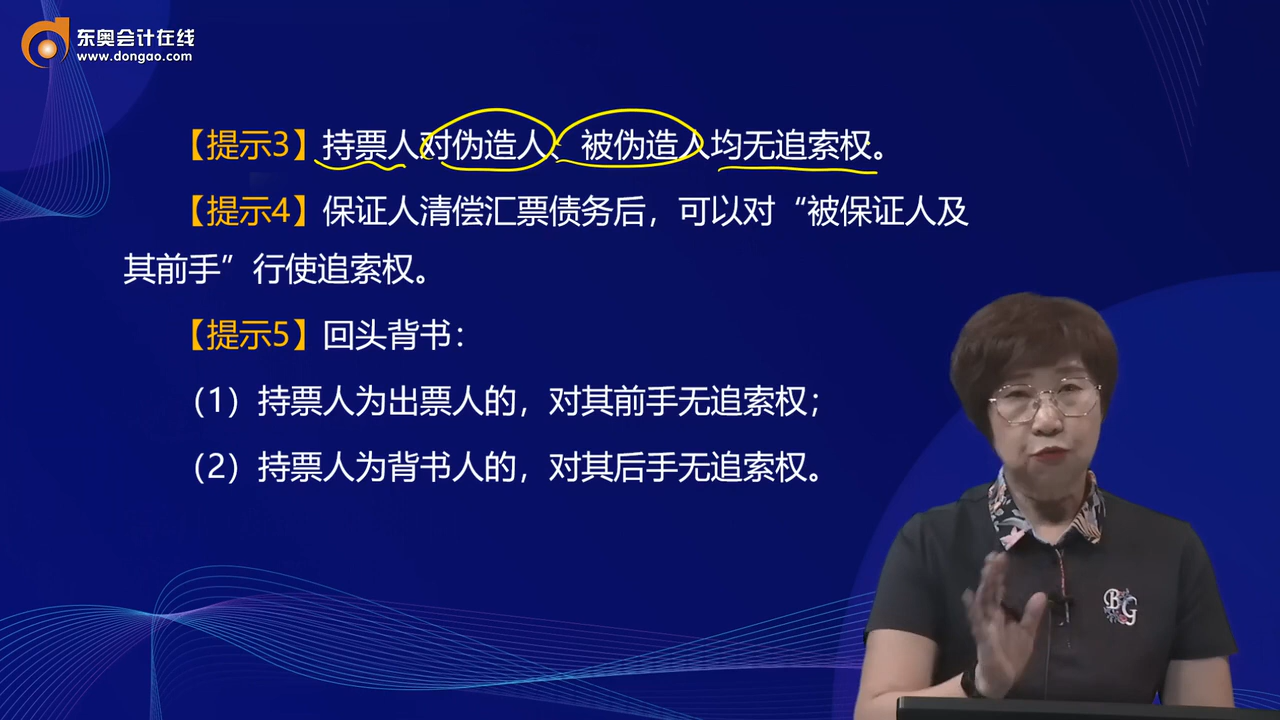 东奥会计在线
www.dongao.com
【提示3】持票人对伪造人、被伪造人均无追索权。
【提示4】保证人清偿汇票债务后，可以对“被保证人及
其前手”行使追索权。
【提示5】回头背书：
（1）持票人为出票人的，对其前手无追索权；
（2）持票人为背书人的，对其后手无追索权。
BG